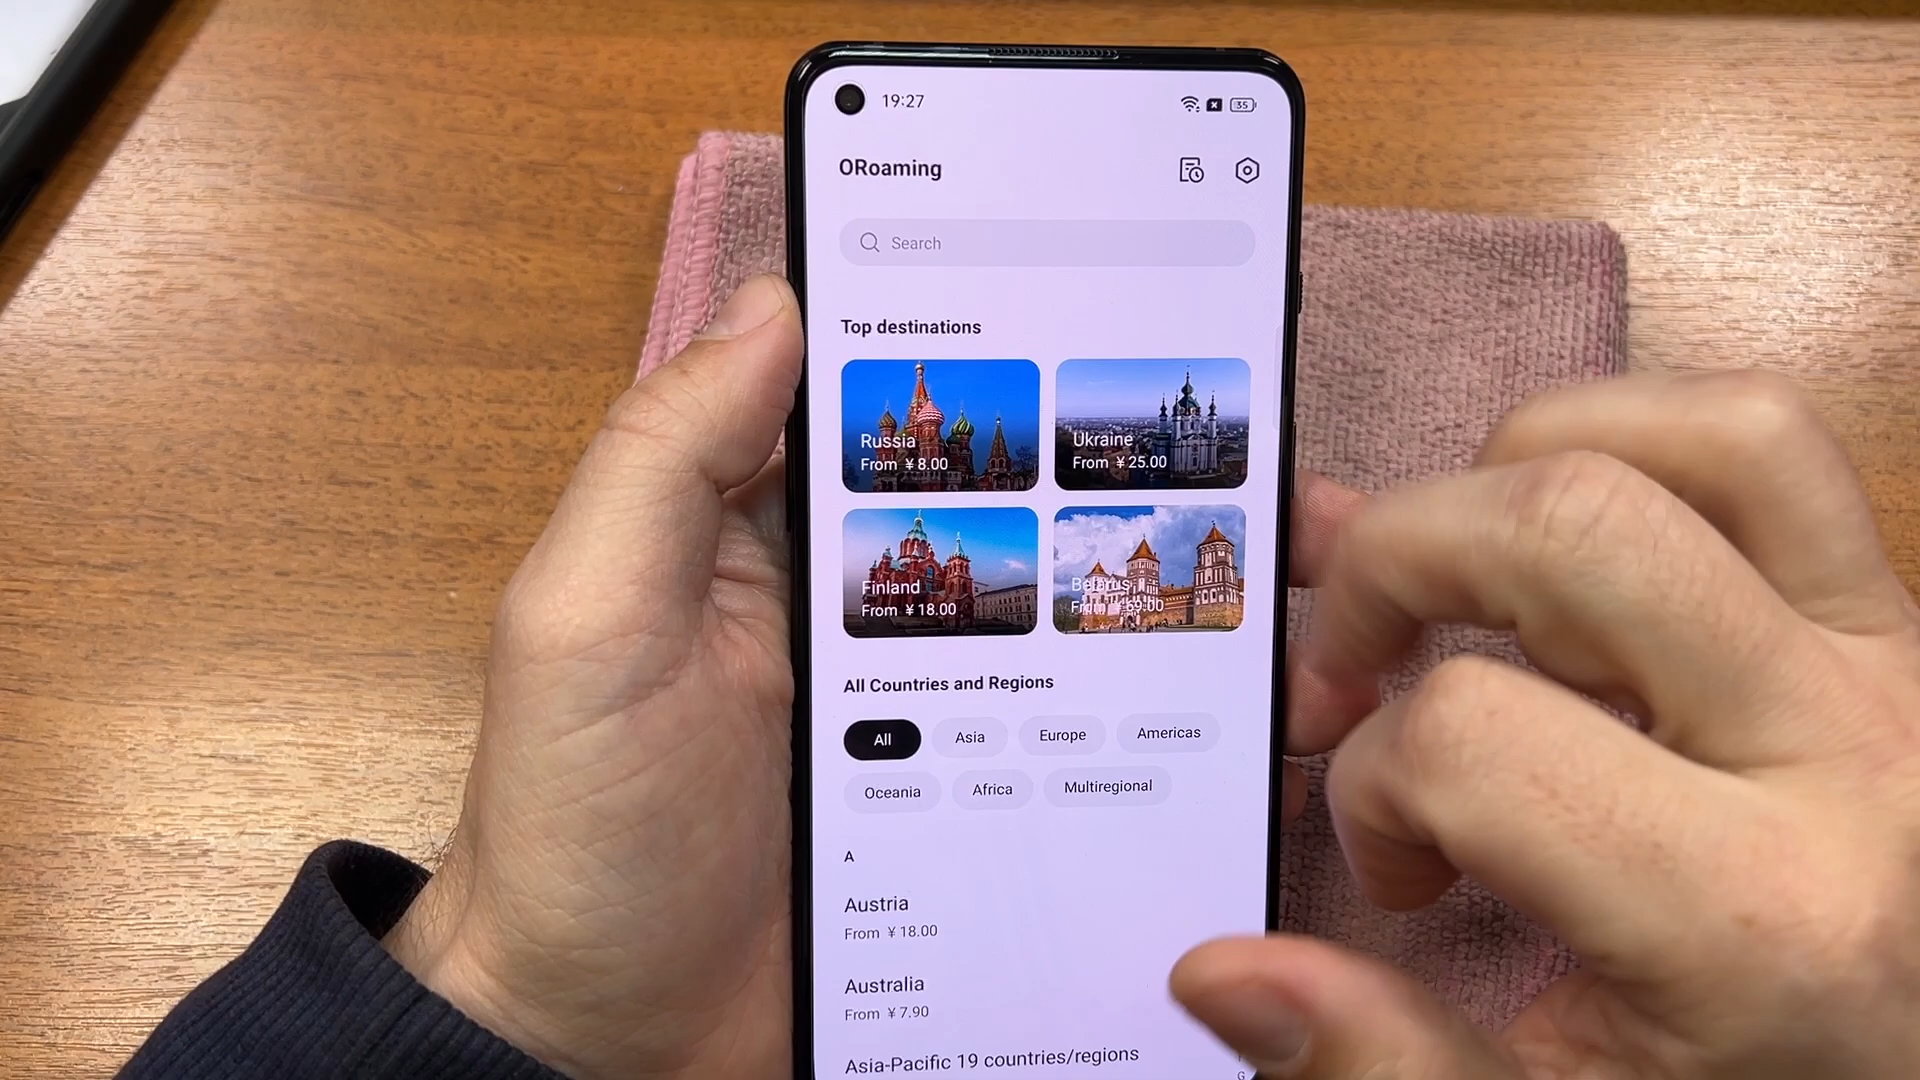 19:27
35
ORoaming
Search
Top destinations
Russia
From ¥8.00
Ukraine
From ¥25.00
Finland
From ¥18.00
Belarus
From ¥69.00
All Countries and Regions
All
Asia
Europe
Americas
Oceania
Africa
Multiregional
A
Austria
From ¥18.00
Australia
From ¥7.90
Asia-Pacific 19 countries/regions
G